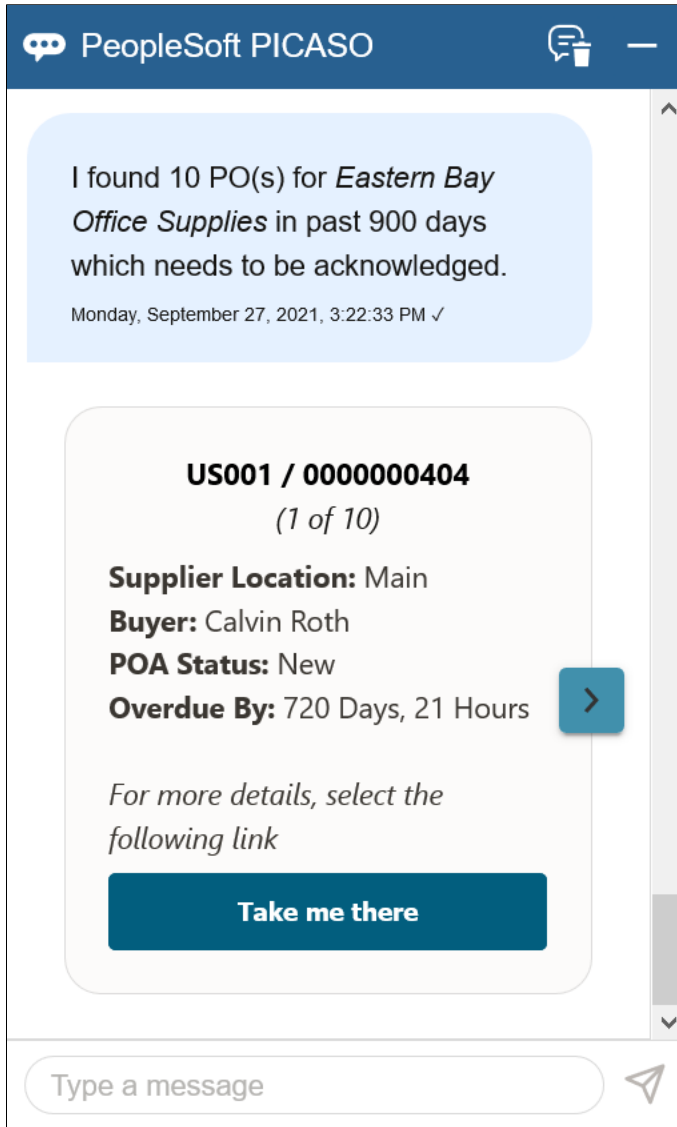 PeopleSoft PICASO
I found 10 PO(s) for Eastern Bay
Office Supplies in past 900 days
which needs to be acknowledged.
Monday, September 27, 2021, 3:22:33 PM ✓
US001 / 0000000404
(1 of 10)
Supplier Location: Main
Buyer: Calvin Roth
POA Status: New
Overdue By: 720 Days, 21 Hours
For more details, select the
following link
Take me there
Type a message